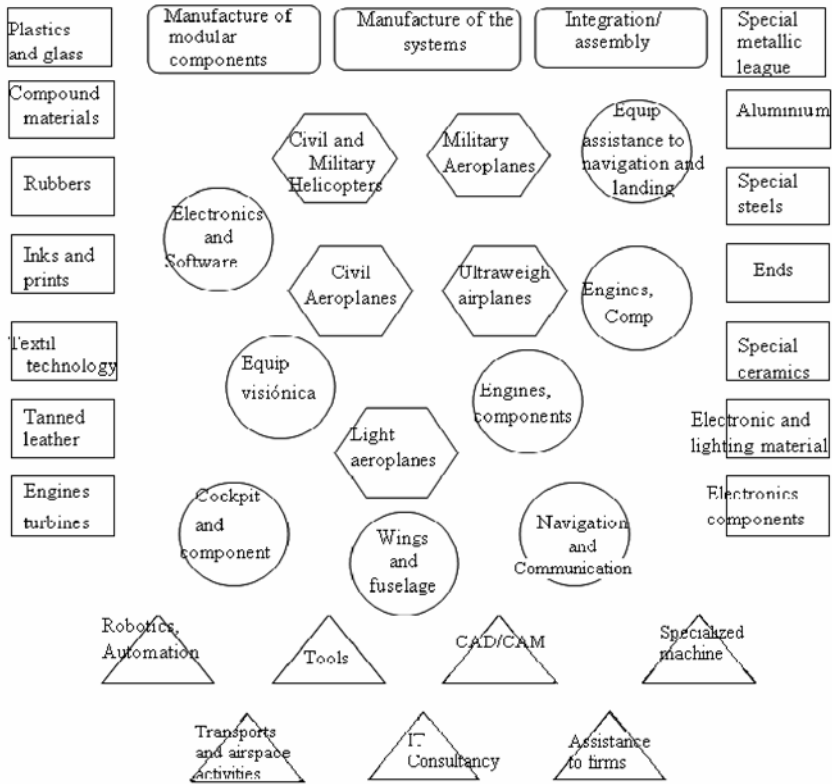 Plastics
and glass
Manufacture of
modular
components
Manufacture of the
systems
Integration/
assembly
Special
metallic
league
Compound
materials
Civil and
Military
Helicopters
Military
Aeroplanes
Equip
assistance to
navigation and
landing
Aluminium
Rubbers
Electronics
and
Software
Special
steels
Inks and
prints
Civil
Aeroplanes
Ultraweigh
airplanes
Engines,
Comp
Ends
Textil
technology
Equip
visiónica
Engines,
components
Special
ceramics
Tanned
leather
Light
aeroplanes
Electronic and
lighting material
Engines
turbines
Cockpit
and
component
Wings
and
fuselage
Navigation
and
Communication
Electronics
components
Robotics,
Automation
Tools
CAD/CAM
Specialized
machine
Transports
and airspace
activities
IT
Consultancy
Assistance
to firms